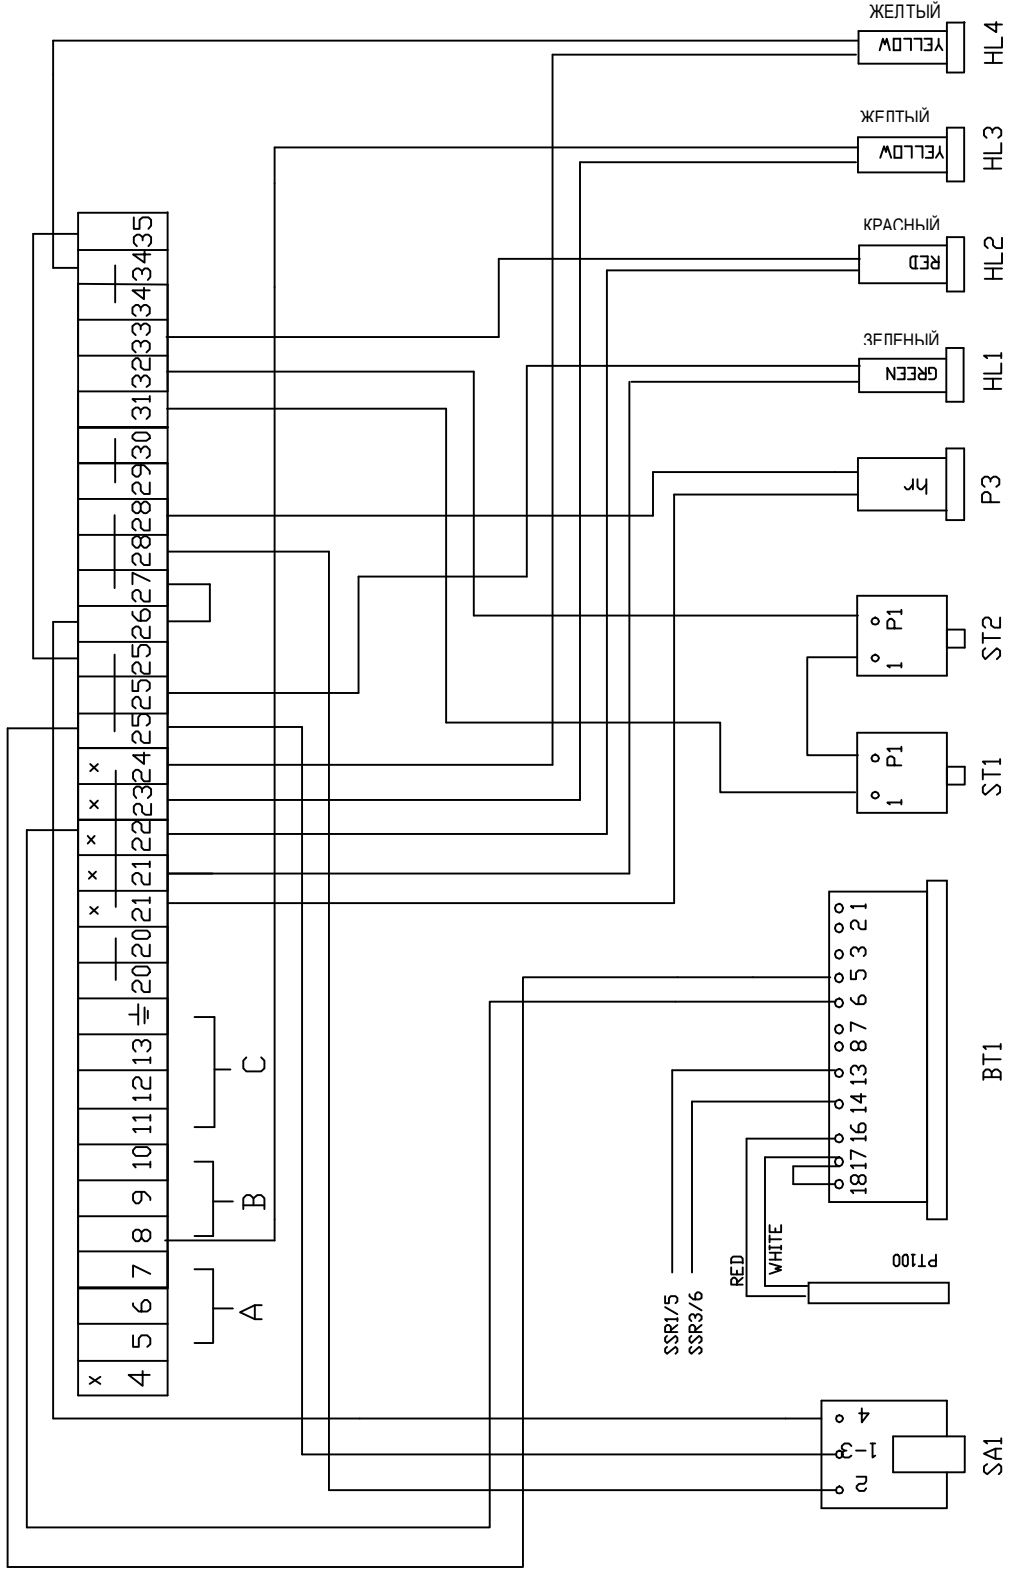 ЖЕЛТЫЙ
YELLOW
HL4
ЖЕЛТЫЙ
YELLOW
HL3
КРАСНЫЙ
RED
HL2
ЗЕЛЕНЫЙ
GREEN
HL1
hr
P3
P1
1
ST2
P1
1
ST1
1
2
3
5
6
7
8
13
14
16
17
18
BT1
RED
WHITE
PT100
SSR1/5
SSR3/6
4
1-3
2
SA1
35
34
34
33
32
31
30
29
28
28
27
26
25
25
25
x 24
x 23
x 22
x 21
x 21
20
20
13
12
11
10
9
8
7
6
5
x 4
C
B
A